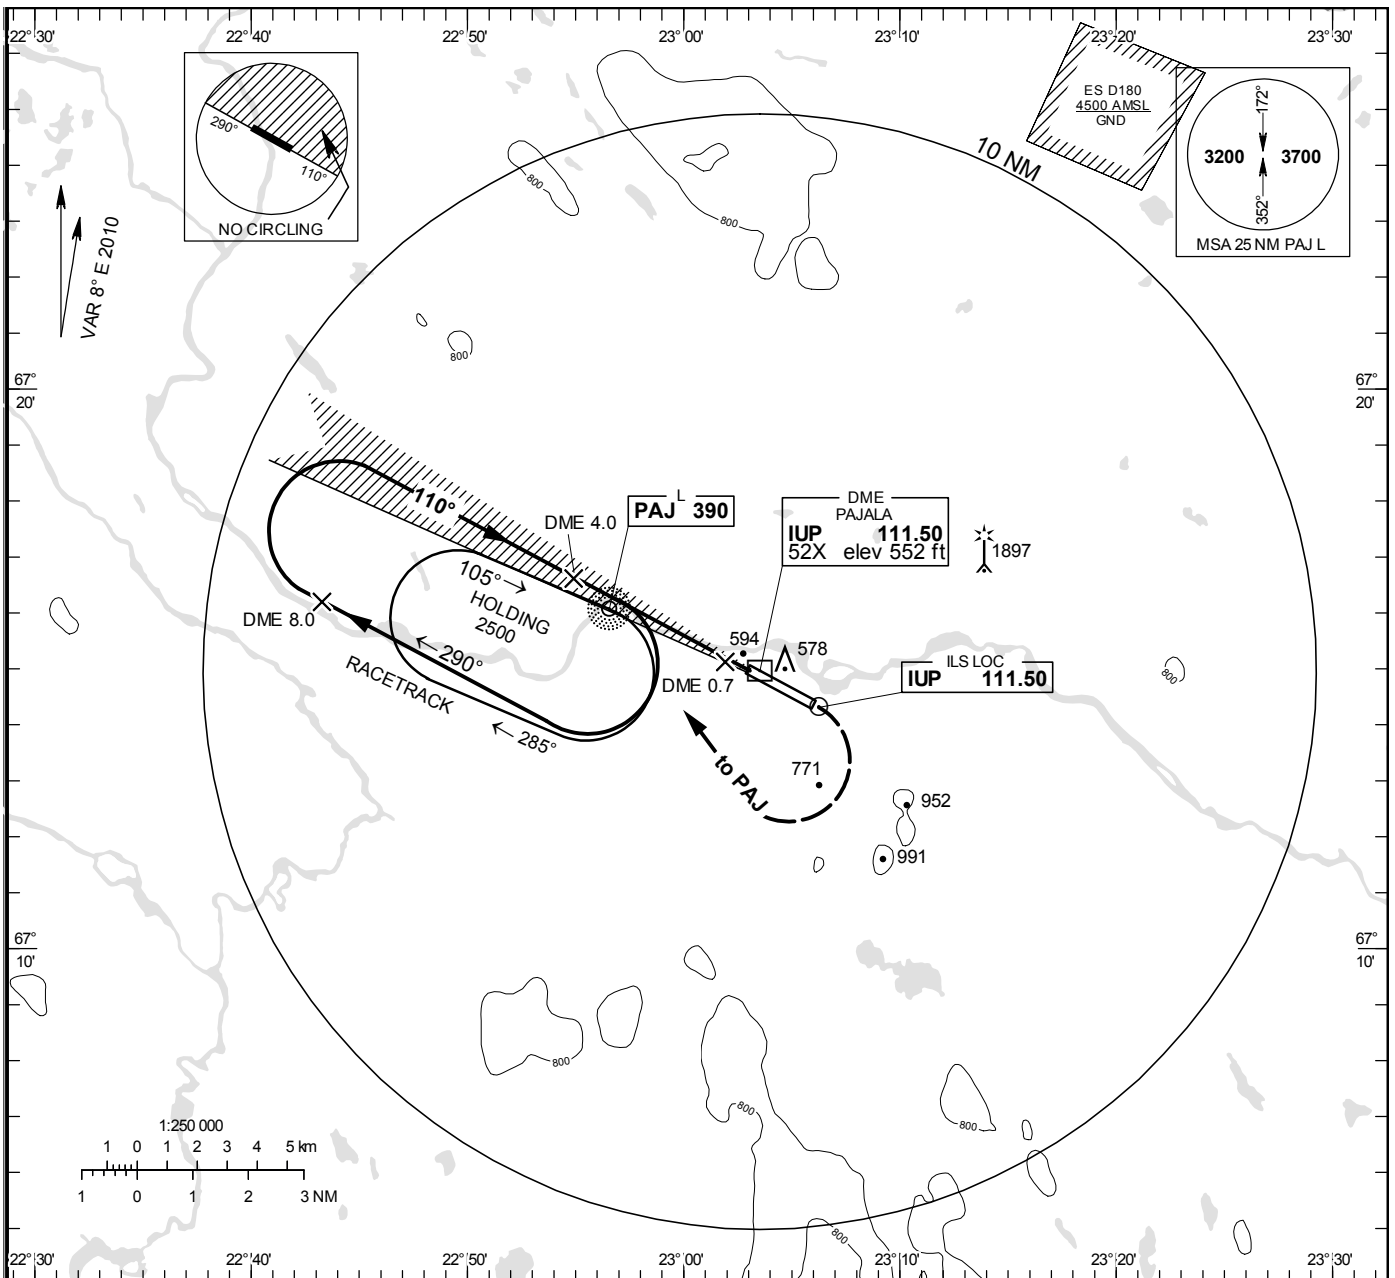 22°30'
22°40'
22°50'
23°00'
23°10'
23°20'
23°30'
290°
110°
NO CIRCLING
VAR 8° E 2010
ES D180
4500 AMSL
GND
172°
3200
3700
352°
MSA 25 NM PAJ L
10 NM
800
800
800
67°
20'
67°
20'
110°
DME 4.0
L
PAJ 390
DME
PAJALA
IUP 111.50
52X elev 552 ft
1897
105°→
HOLDING
2500
DME 8.0
←290°
RACETRACK
←285°
594
578
DME 0.7
ILS LOC
IUP 111.50
800
to PAJ
771
952
991
67°
10'
67°
10'
800
800
800
800
1:250 000
1 0 1 2 3 4 5 km
1 0 1 2 3 NM
22°30'
22°40'
22°50'
23°00'
23°10'
23°20'
23°30'